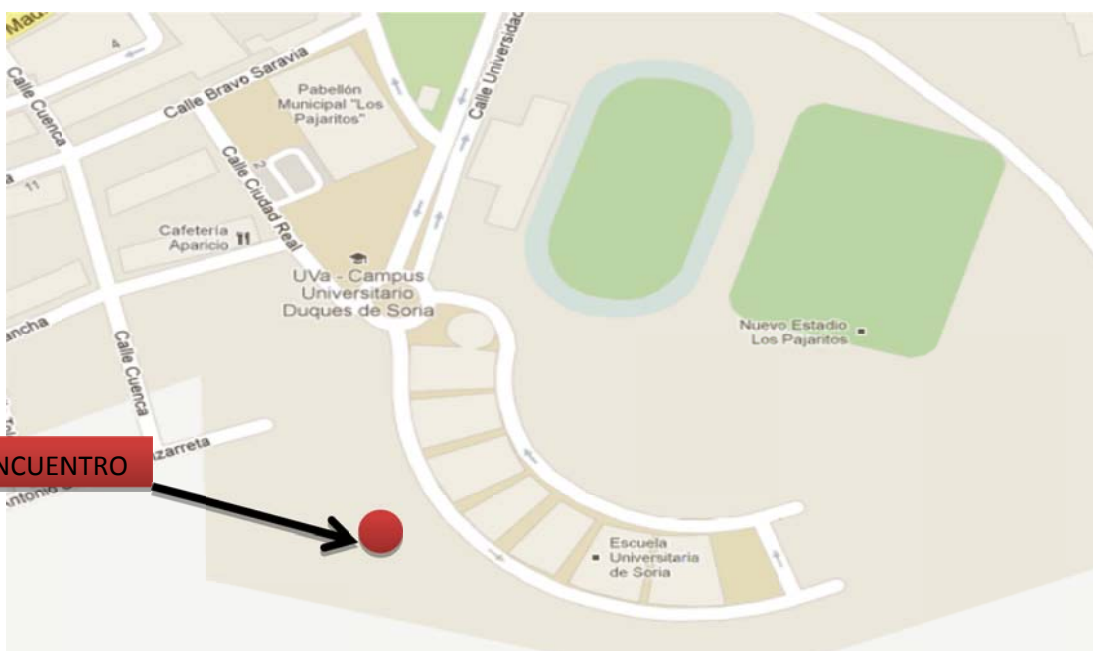 Mad
4
Calle Cuenca
Calle Bravo Saravia
Pabellón
Municipal "Los
Pajaritos"
Calle Universidad
11
2
Calle Ciudad Real
Cafetería
Aparicio
UVa - Campus
Universitario
Duques de Soria
ancha
Calle Cuenca
Nuevo Estadio
Los Pajaritos
NCUENTRO
zarreta
Antonio
Escuela
Universitaria
de Soria